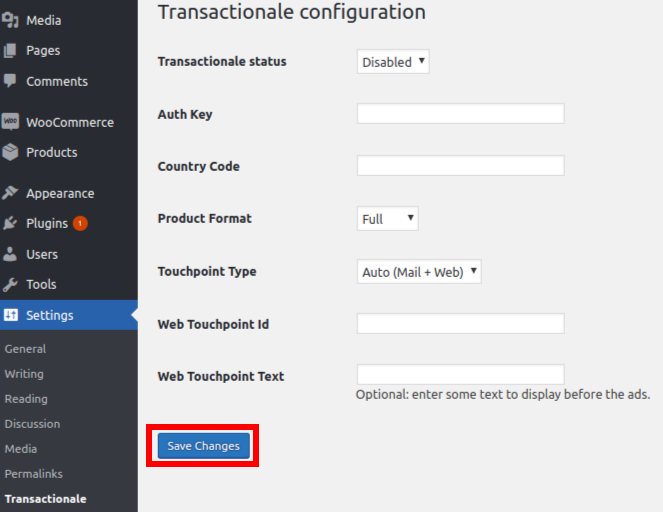 Media
Pages
Comments
Woo WooCommerce
Products
Appearance
Plugins 1
Users
Tools
Settings
General
Writing
Reading
Discussion
Media
Permalinks
Transactionale
Transactionale configuration
Transactionale status Disabled
Auth Key
Country Code
Product Format Full
Touchpoint Type Auto (Mail + Web)
Web Touchpoint Id
Web Touchpoint Text
Optional: enter some text to display before the ads.
Save Changes